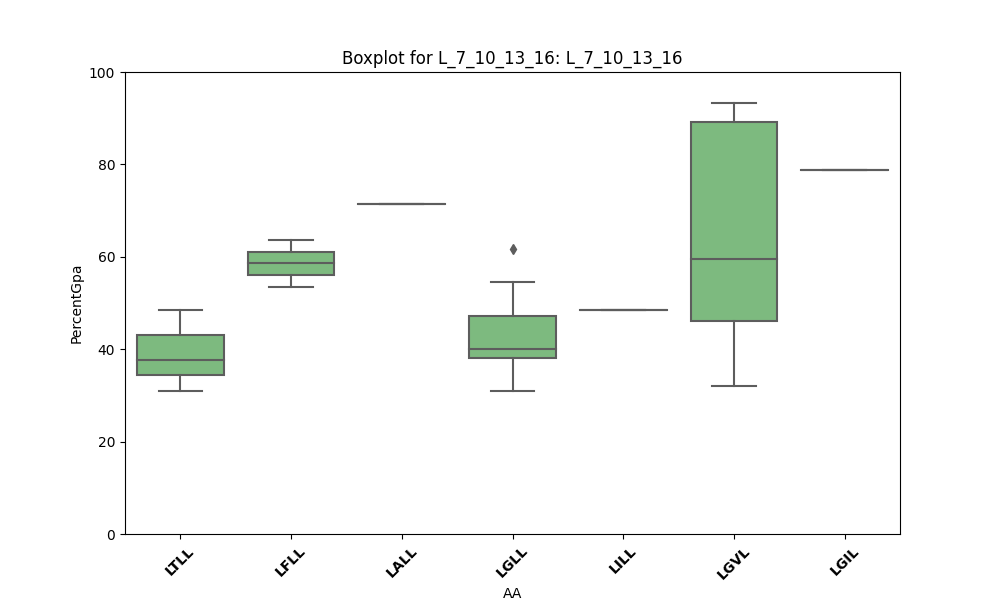 Boxplot for L_7_10_13_16: L_7_10_13_16
100
80
60
40
20
0
PercentGpa
LTLL
LFLL
LALL
LGLL
LILL
LGVL
LGIL
AA